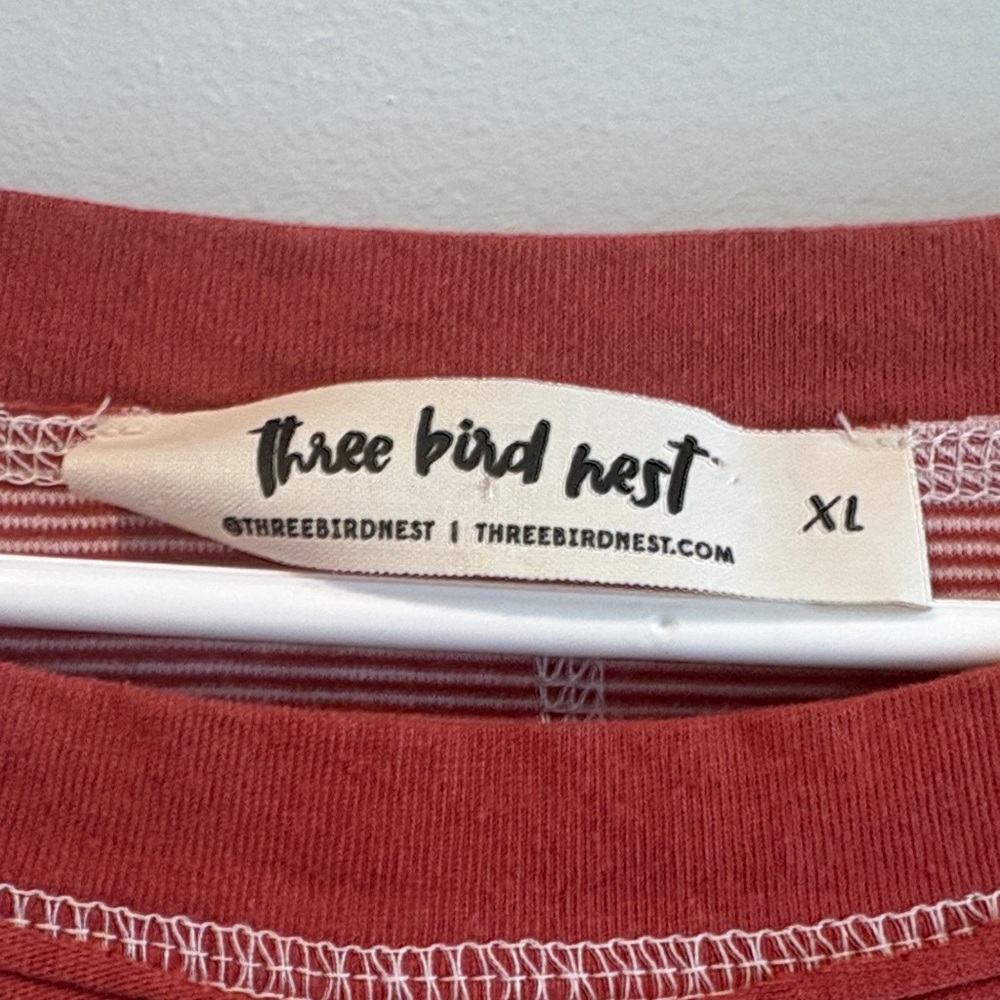 three bird nest
@THREEBIRDNEST | THREEBIRDNEST.COM
XL